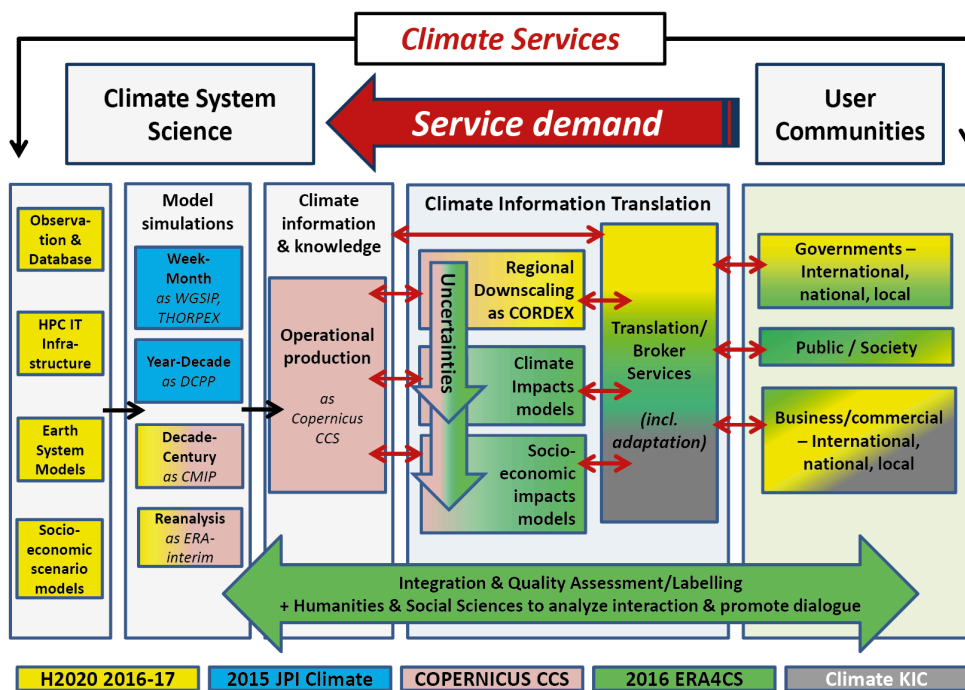 Climate Services
Climate System
Science
Service demand
User
Communities
Observa-
tion &
Database
HPC IT
Infra-
structure
Earth
System
Models
Socio-
economic
scenario
models
Model
simulations
Week-
Month
as WGSIP,
THORPEX
Year-Decade
as DCPP
Decade-
Century
as CMIP
Reanalysis
as ERA-
interim
Climate
information
& knowledge
Operational
production
as
Copernicus
CCS
Climate Information Translation
Uncertainties
Regional
Downscaling
as CORDEX
Climate
Impacts
models
Socio-
economic
impacts
models
Translation/
Broker
Services
(incl.
adaptation)
Governments –
International,
national, local
Public / Society
Business/commercial
– International,
national, local
Integration & Quality Assessment/Labelling
+ Humanities & Social Sciences to analyze interaction & promote dialogue
H2020 2016-17
2015 JPI Climate
COPERNICUS CCS
2016 ERA4CS
Climate KIC